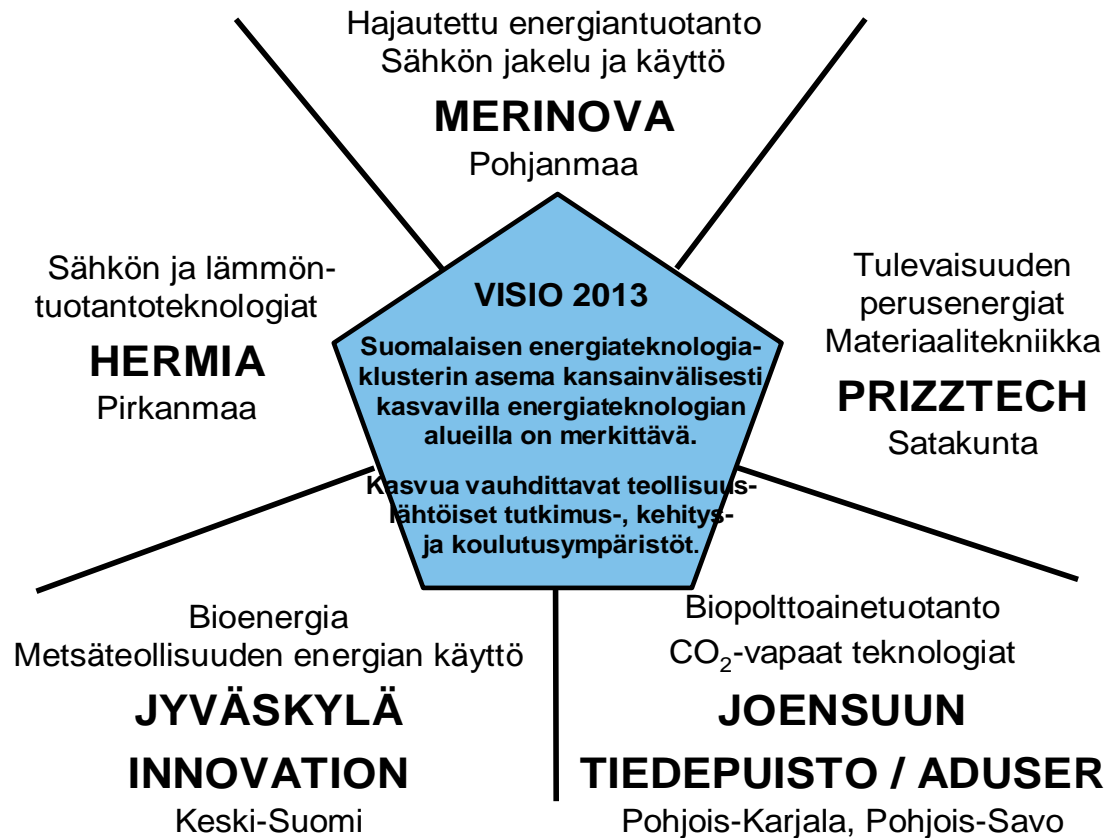 Hajautettu energiantuotanto
Sähkön jakelu ja käyttö
MERINOVA
Pohjanmaa
Sähkön ja lämmön-
tuotantoteknologiat
HERMIA
Pirkanmaa
VISIO 2013
Suomalaisen energiateknologia-
klusterin asema kansainvälisesti
kasvavilla energiateknologian
alueilla on merkittävä.
Kasvua vauhdittavat teollisuus-
lähtöiset tutkimus-, kehitys-
ja koulutusympäristöt.
Tulevaisuuden
perusenergiat
Materiaalitekniikka
PRIZZTECH
Satakunta
Bioenergia
Metsäteollisuuden energian käyttö
JYVÄSKYLÄ
INNOVATION
Keski-Suomi
Biopolttoainetuotanto
CO₂-vapaat teknologiat
JOENSUUN
TIEDEPUISTO / ADUSER
Pohjois-Karjala, Pohjois-Savo